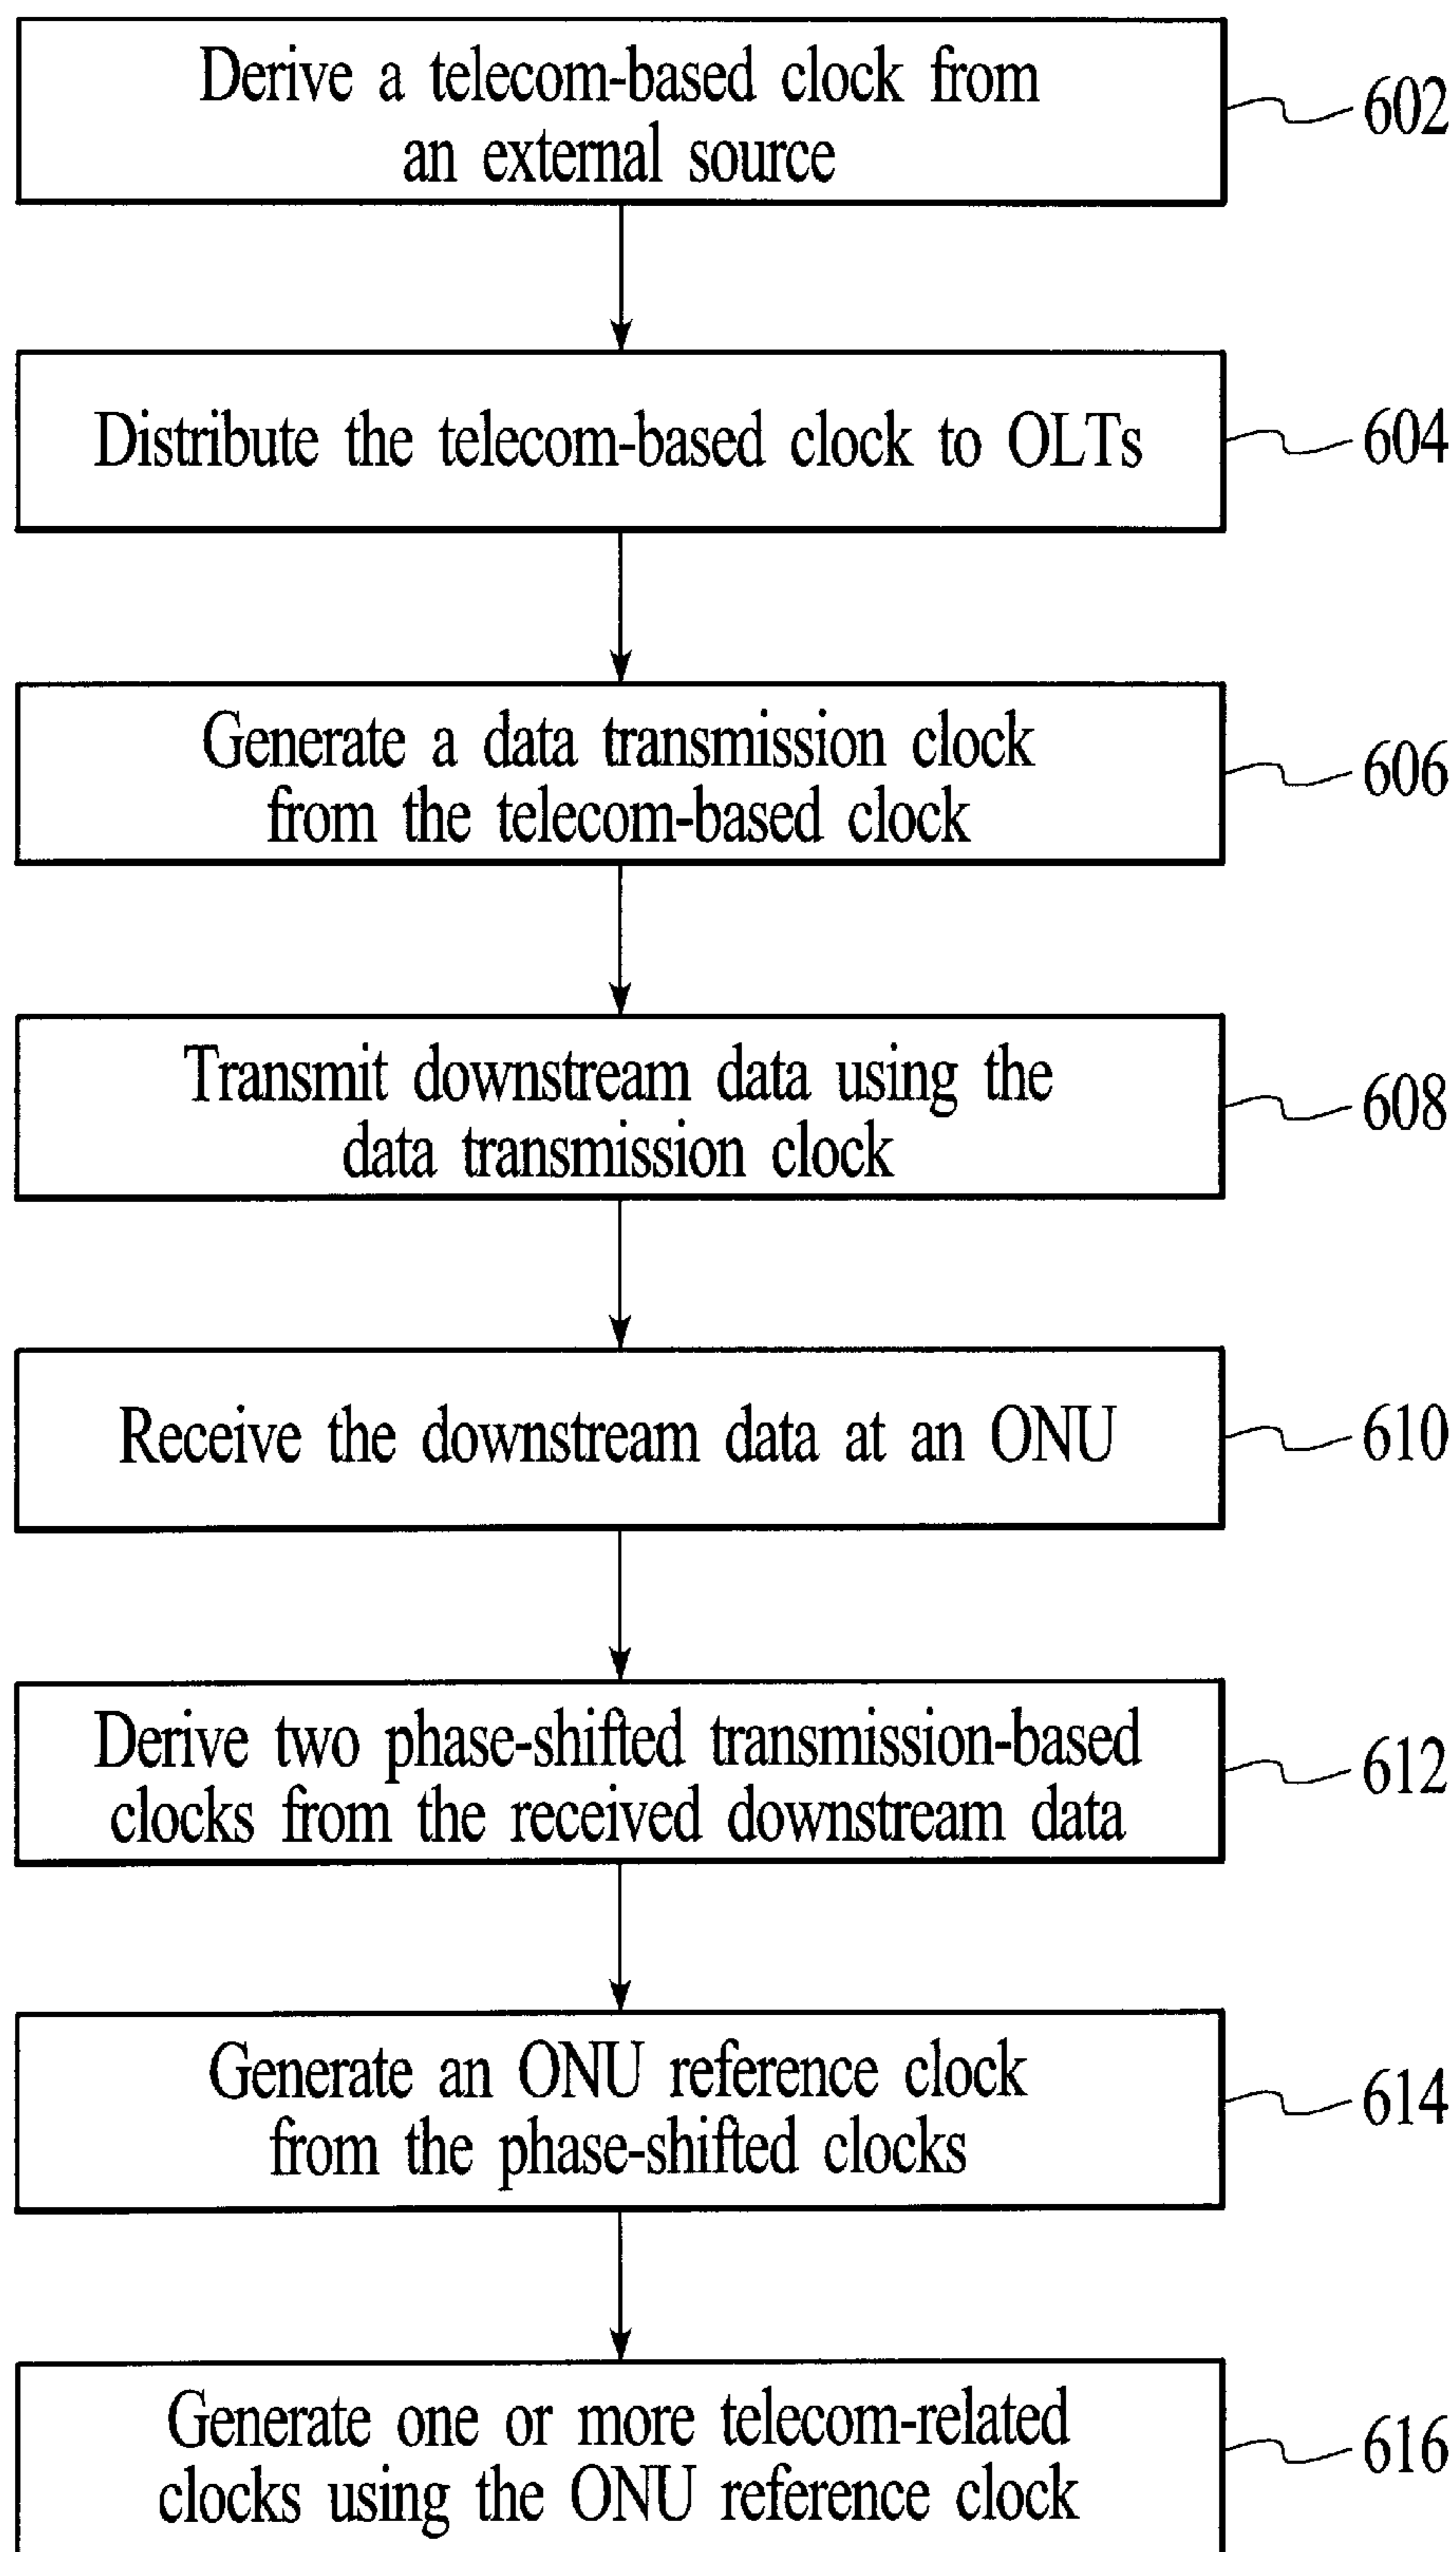 Derive a telecom-based clock from
an external source
602
Distribute the telecom-based clock to OLTs
604
Generate a data transmission clock
from the telecom-based clock
606
Transmit downstream data using the
data transmission clock
608
Receive the downstream data at an ONU
610
Derive two phase-shifted transmission-based
clocks from the received downstream data
612
Generate an ONU reference clock
from the phase-shifted clocks
614
Generate one or more telecom-related
clocks using the ONU reference clock
616